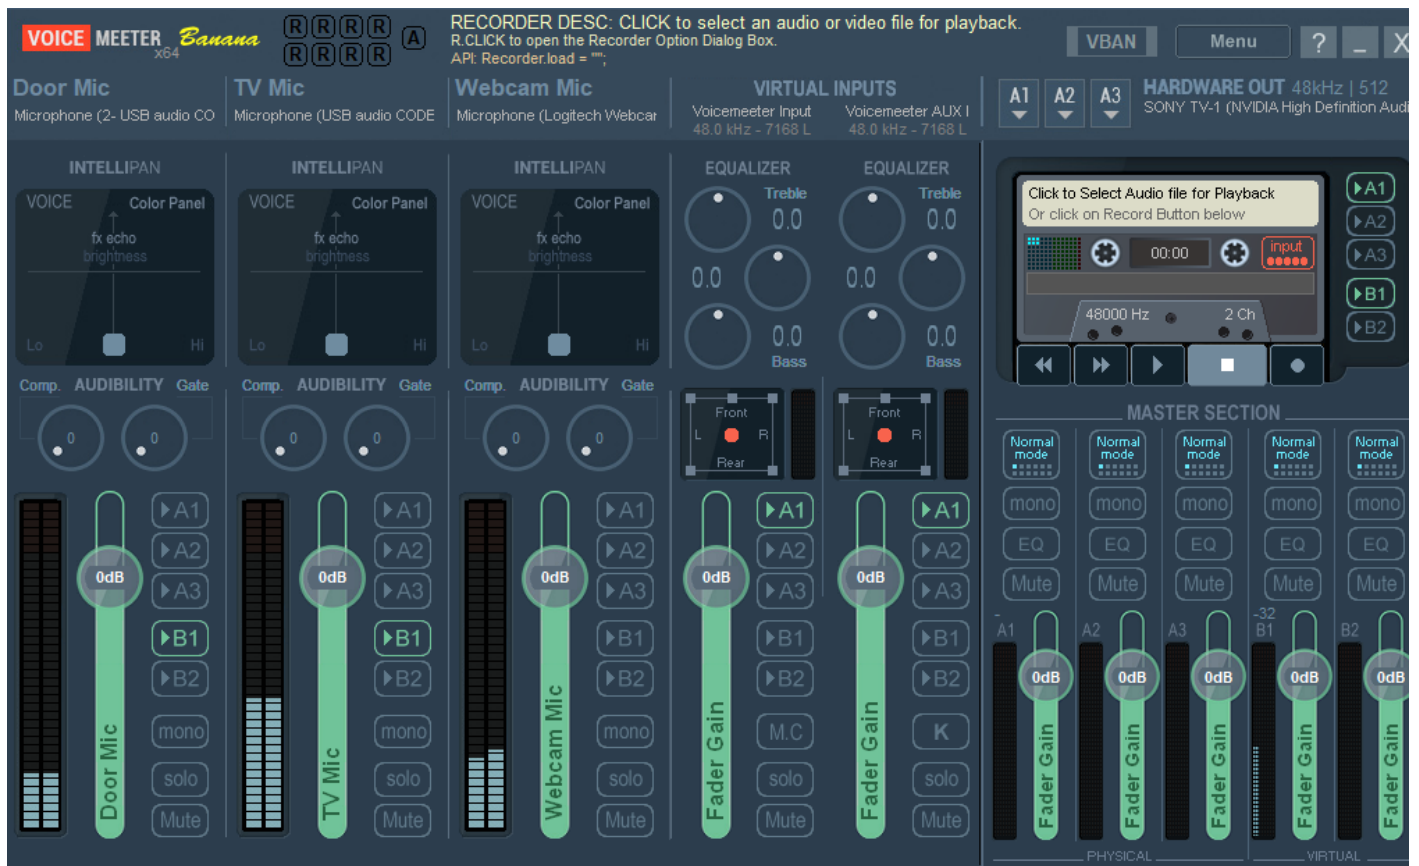 VOICE MEETER Banana
x64
R R R R
R R R R
A
RECORDER DESC: CLICK to select an audio or video file for playback.
R.CLICK to open the Recorder Option Dialog Box.
API: Recorder.load = "";
VBAN
Menu
? _ X
Door Mic
Microphone (2- USB audio CO
TV Mic
Microphone (USB audio CODE
Webcam Mic
Microphone (Logitech Webcar
VIRTUAL INPUTS
Voicemeeter Input
48.0 kHz - 7168 L
Voicemeeter AUX I
48.0 kHz - 7168 L
A1 A2 A3
HARDWARE OUT 48kHz | 512
SONY TV-1 (NVIDIA High Definition Audi
INTELLIPAN
VOICE Color Panel
fx echo
brightness
Lo Hi
INTELLIPAN
VOICE Color Panel
fx echo
brightness
Lo Hi
INTELLIPAN
VOICE Color Panel
fx echo
brightness
Lo Hi
EQUALIZER
Treble
0.0
0.0
0.0
Bass
EQUALIZER
Treble
0.0
0.0
0.0
Bass
Click to Select Audio file for Playback
Or click on Record Button below
00:00
input
48000 Hz 2 Ch
A1
A2
A3
B1
B2
Comp. AUDIBILITY Gate
0 0
Comp. AUDIBILITY Gate
0 0
Comp. AUDIBILITY Gate
0 0
Front
L R
Rear
Front
L R
Rear
0dB
Door Mic
A1
A2
A3
B1
B2
mono
solo
Mute
0dB
TV Mic
A1
A2
A3
B1
B2
mono
solo
Mute
0dB
Webcam Mic
A1
A2
A3
B1
B2
mono
solo
Mute
0dB
Fader Gain
A1
A2
A3
B1
B2
M.C
solo
Mute
0dB
Fader Gain
A1
A2
A3
B1
B2
K
solo
Mute
MASTER SECTION
Normal mode
mono
EQ
Mute
-
A1
0dB
Fader Gain
Normal mode
mono
EQ
Mute
A2
0dB
Fader Gain
Normal mode
mono
EQ
Mute
A3
0dB
Fader Gain
Normal mode
mono
EQ
Mute
-32
B1
0dB
Fader Gain
Normal mode
mono
EQ
Mute
B2
0dB
Fader Gain
PHYSICAL
VIRTUAL